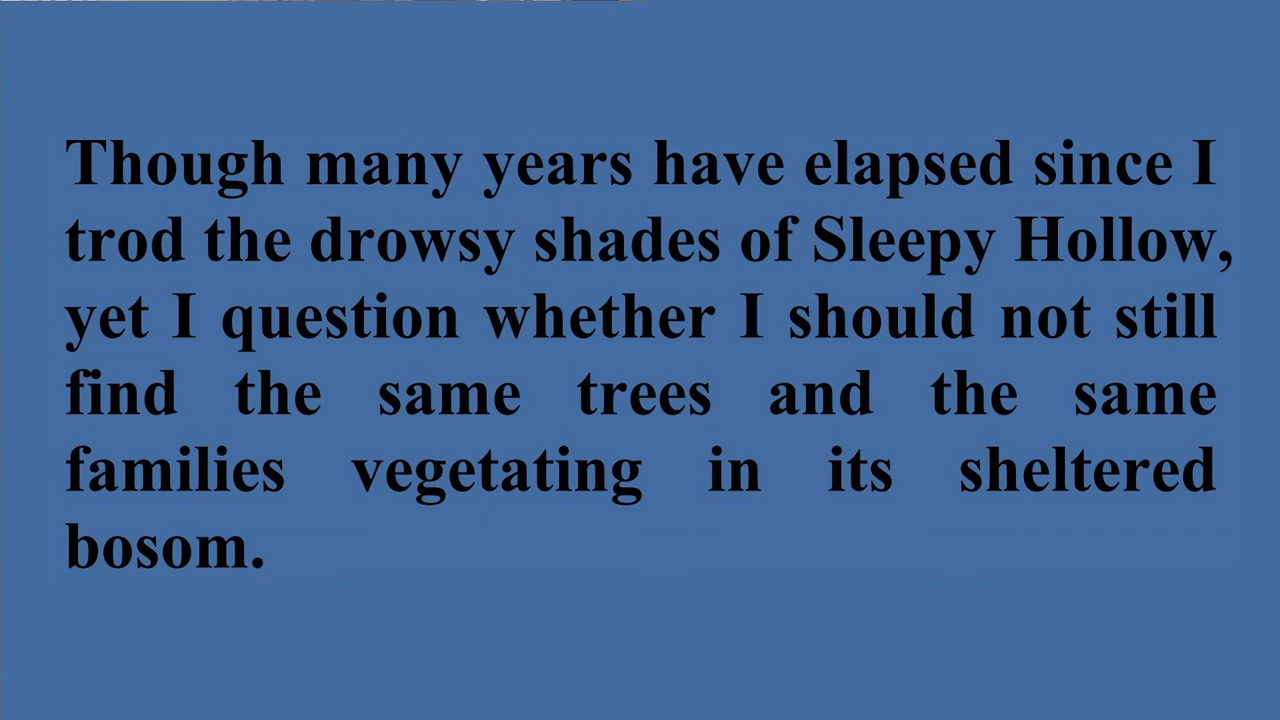 Though many years have elapsed since I
trod the drowsy shades of Sleepy Hollow,
yet I question whether I should not still
find the same trees and the same
families vegetating in its sheltered
bosom.